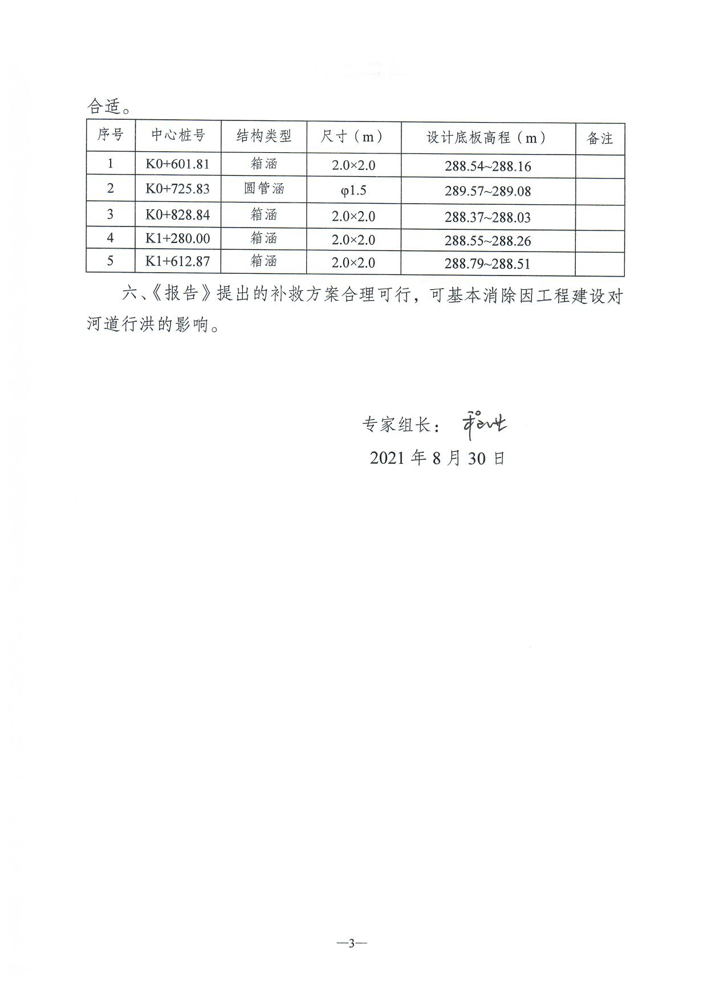 合适。
序号 中心桩号 结构类型 尺寸（m） 设计底板高程（m） 备注
1 K0+601.81 箱涵 2.0×2.0 288.54~288.16
2 K0+725.83 圆管涵 φ1.5 289.57~289.08
3 K0+828.84 箱涵 2.0×2.0 288.37~288.03
4 K1+280.00 箱涵 2.0×2.0 288.55~288.26
5 K1+612.87 箱涵 2.0×2.0 288.79~288.51
六、《报告》提出的补救方案合理可行，可基本消除因工程建设对
河道行洪的影响。
专家组长：
2021 年 8 月 30 日
—3—